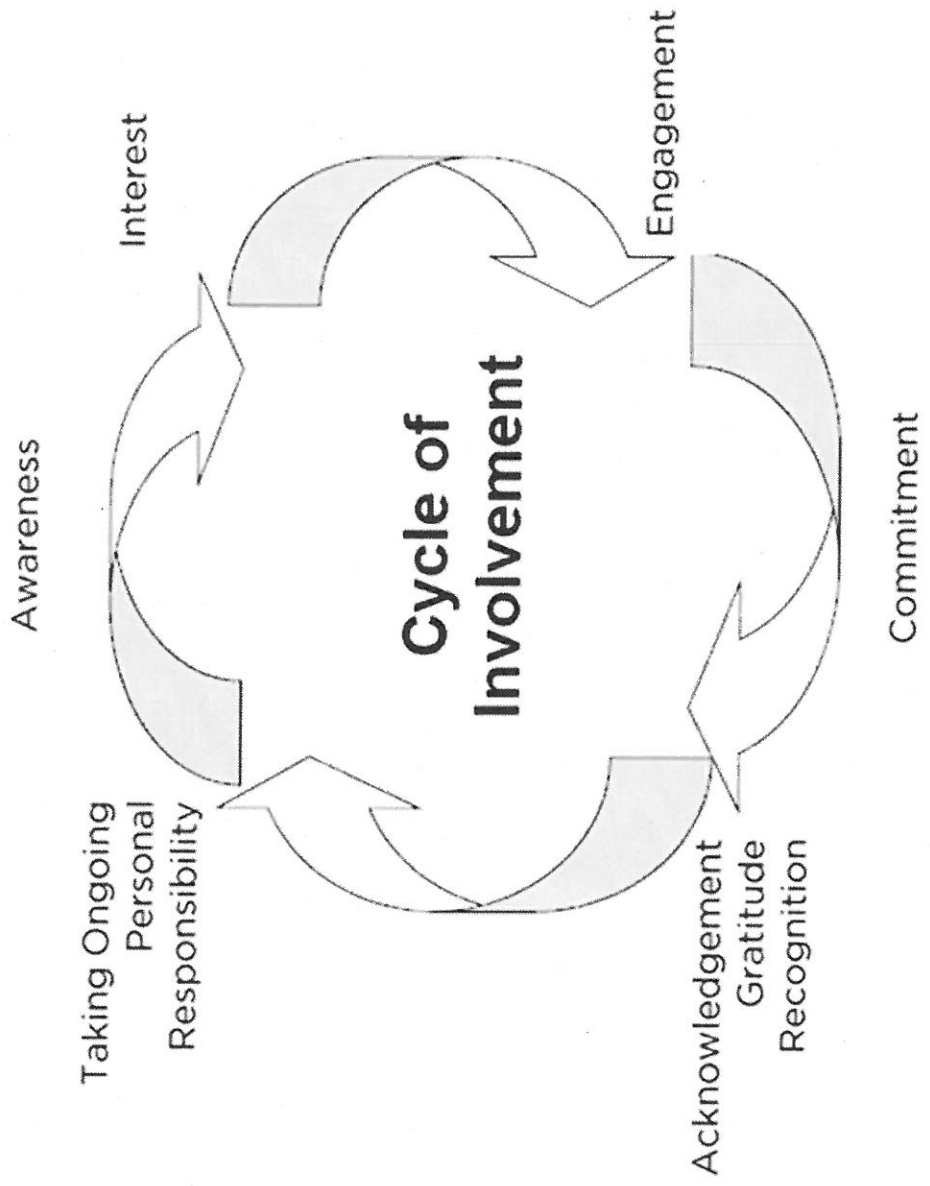 Awareness
Interest
Engagement
Commitment
Acknowledgement
Gratitude
Recognition
Taking Ongoing
Personal
Responsibility
Cycle of
Involvement